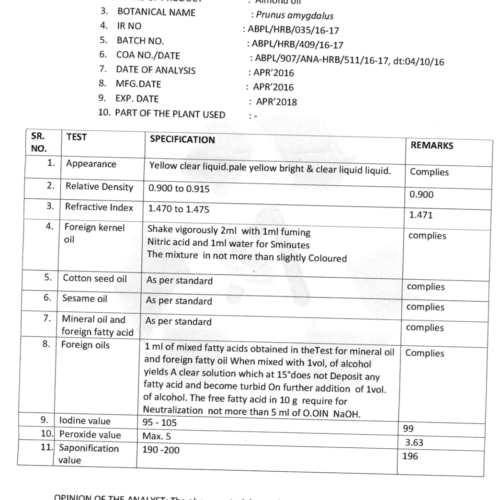 : Almond oil
3. BOTANICAL NAME : Prunus amygdalus
4. IR NO : ABPL/HRB/035/16-17
5. BATCH NO. : ABPL/HRB/409/16-17
6. COA NO./DATE : ABPL/907/ANA-HRB/511/16-17, dt:04/10/16
7. DATE OF ANALYSIS : APR'2016
8. MFG.DATE : APR'2016
9. EXP. DATE : APR'2018
10. PART OF THE PLANT USED :-
SR. NO. TEST SPECIFICATION REMARKS
1. Appearance Yellow clear liquid.pale yellow bright & clear liquid liquid. Complies
2. Relative Density 0.900 to 0.915 0.900
3. Refractive Index 1.470 to 1.475 1.471
4. Foreign kernel oil Shake vigorously 2ml with 1ml fuming complies
Nitric acid and 1ml water for 5minutes
The mixture in not more than slightly Coloured
5. Cotton seed oil As per standard complies
6. Sesame oil As per standard complies
7. Mineral oil and foreign fatty acid As per standard complies
8. Foreign oils 1 ml of mixed fatty acids obtained in theTest for mineral oil Complies
and foreign fatty oil When mixed with 1vol, of alcohol
yields A clear solution which at 15°does not Deposit any
fatty acid and become turbid On further addition of 1vol.
of alcohol. The free fatty acid in 10 g require for
Neutralization not more than 5 ml of O.OIN NaOH.
9. Iodine value 95 - 105 99
10. Peroxide value Max. 5 3.63
11. Saponification value 190 -200 196
OPINION OF THE ANALYST: The